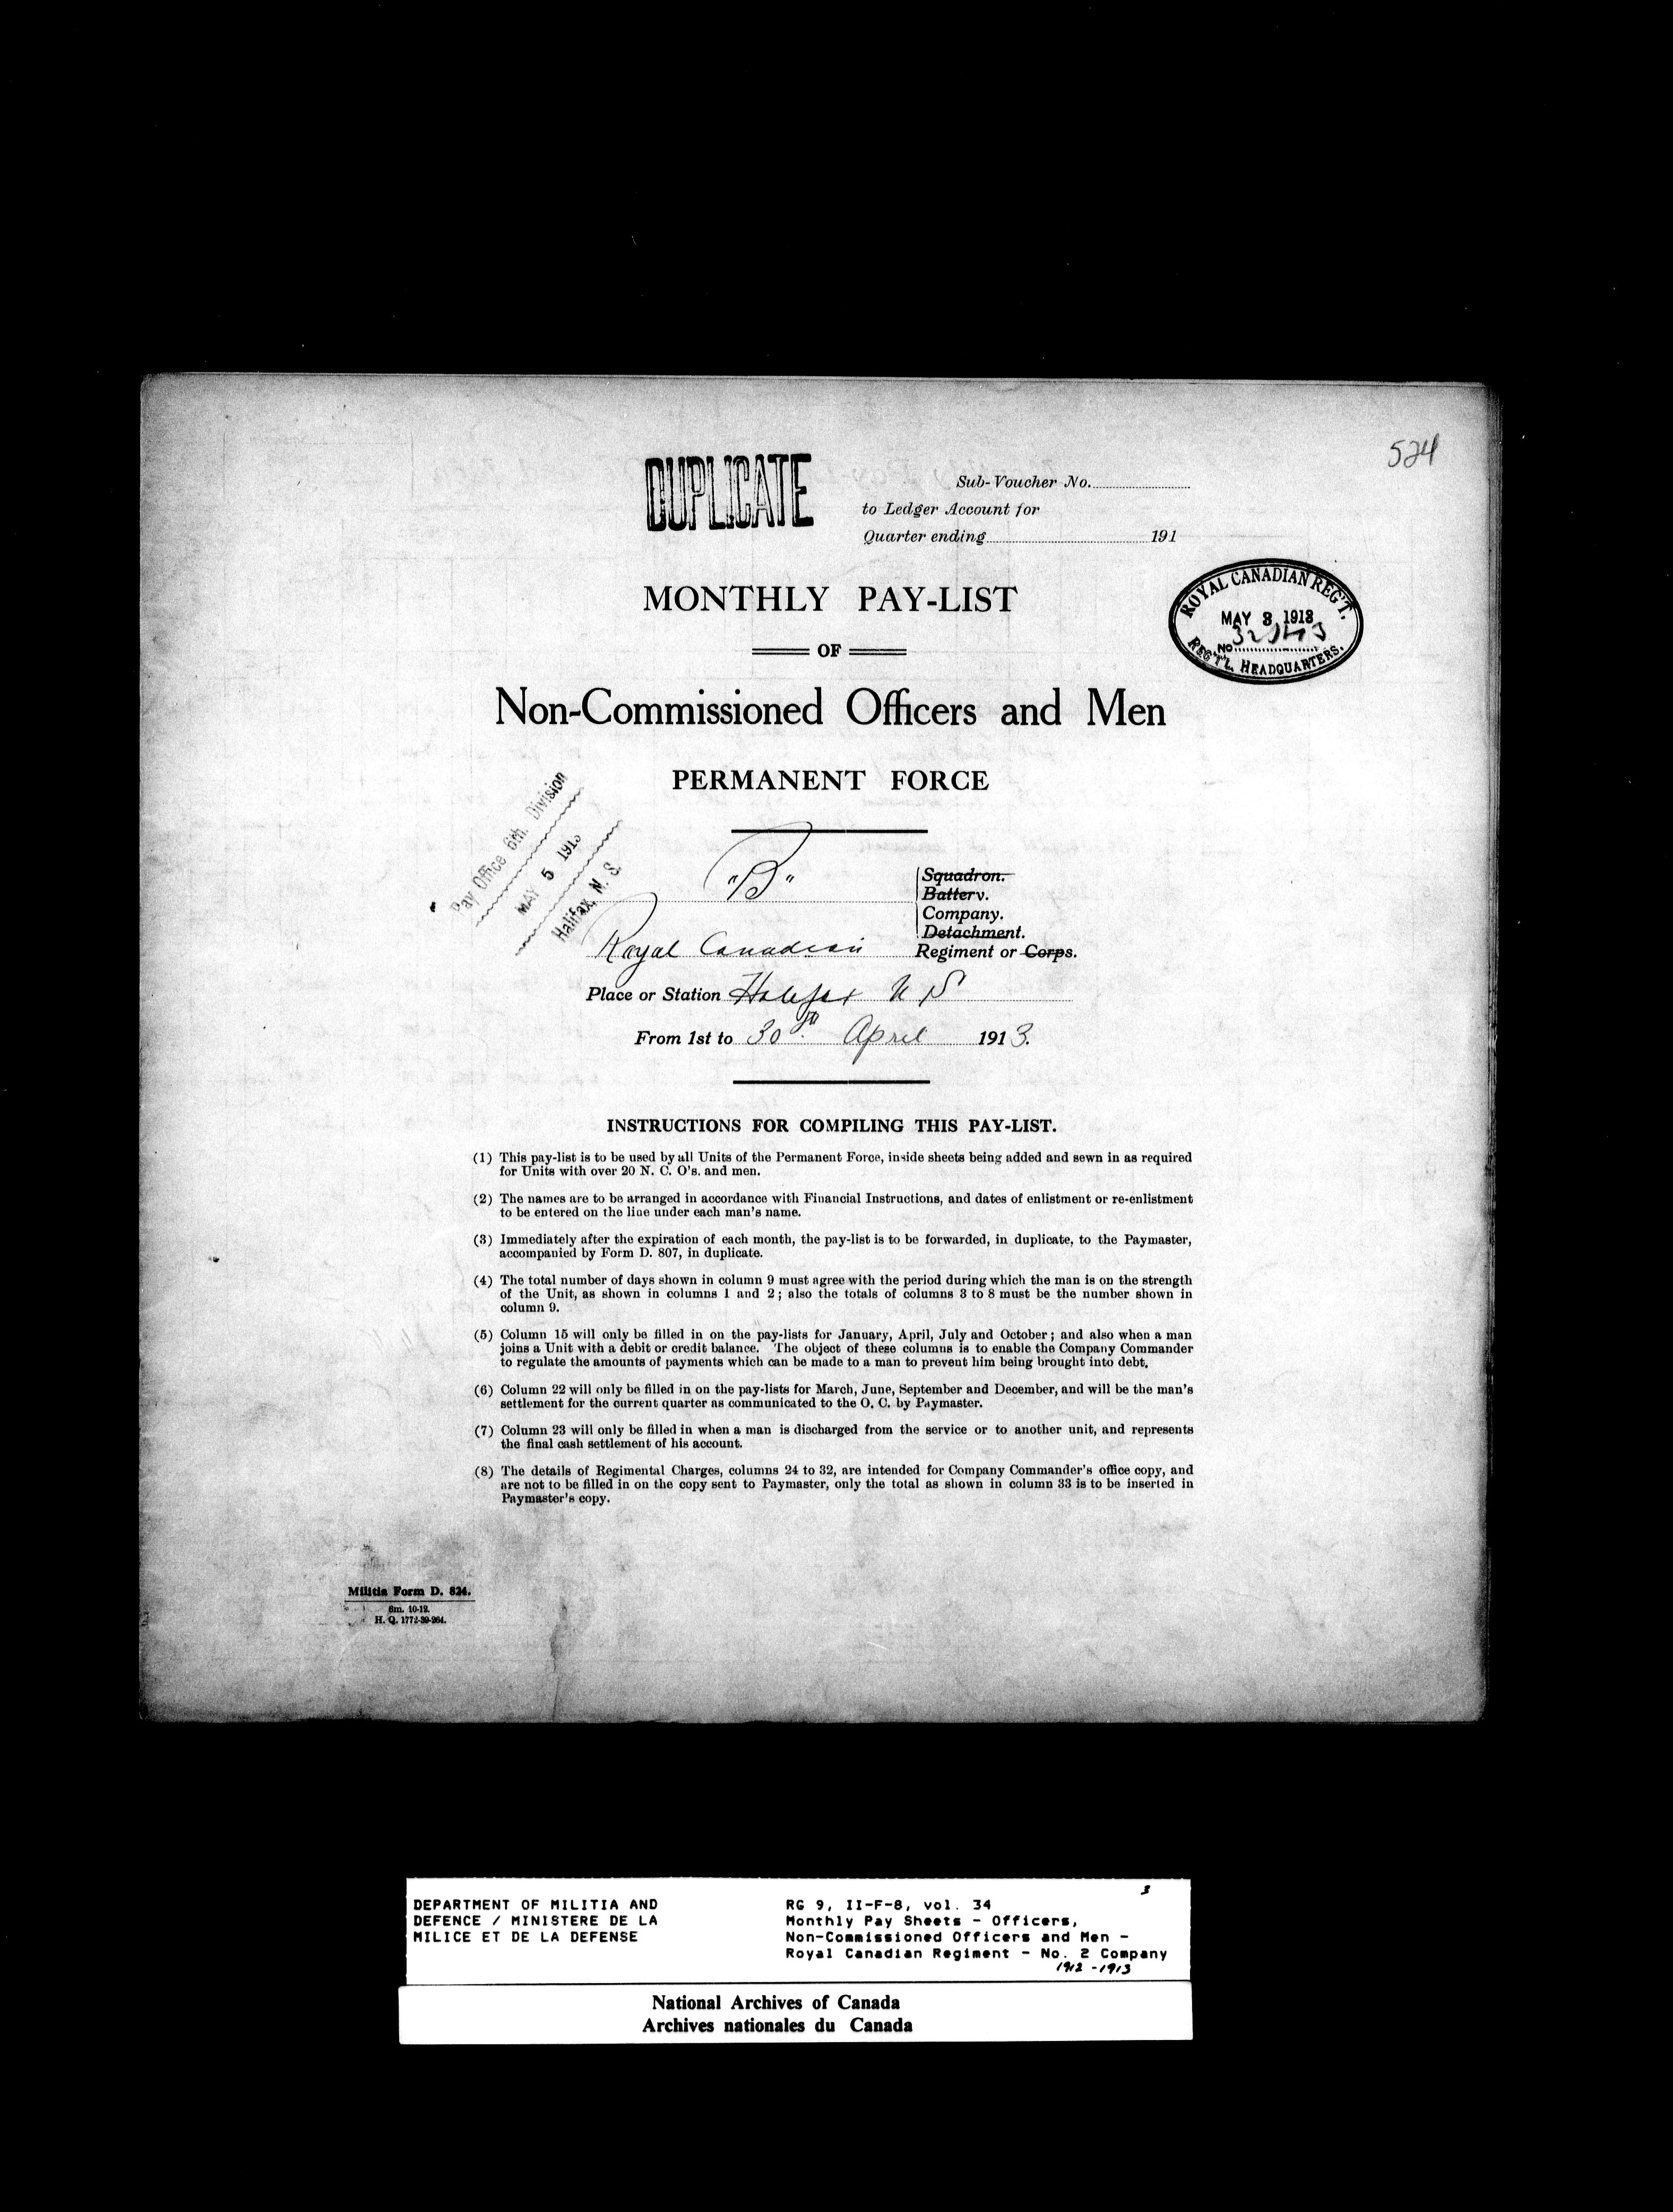 524
DUPLICATE
Sub-Voucher No.
to Ledger Account for
Quarter ending 191
ROYAL CANADIAN REG'T.
MAY 8 1913
No
REG'T'L. HEADQUARTERS.
MONTHLY PAY-LIST
OF
Non-Commissioned Officers and Men
PERMANENT FORCE
Pay Office 6th. Division
MAY 5 1913
Halifax, N. S.
"B"
Squadron.
Battery.
Company.
Detachment.
Royal Canadian Regiment or Corps.
Place or Station Halifax N S
From 1st to 30th. April 1913.
INSTRUCTIONS FOR COMPILING THIS PAY-LIST.
(1) This pay-list is to be used by all Units of the Permanent Force, inside sheets being added and sewn in as required
for Units with over 20 N. C. O's. and men.
(2) The names are to be arranged in accordance with Financial Instructions, and dates of enlistment or re-enlistment
to be entered on the line under each man's name.
(3) Immediately after the expiration of each month, the pay-list is to be forwarded, in duplicate, to the Paymaster,
accompanied by Form D. 807, in duplicate.
(4) The total number of days shown in column 9 must agree with the period during which the man is on the strength
of the Unit, as shown in columns 1 and 2; also the totals of columns 3 to 8 must be the number shown in
column 9.
(5) Column 15 will only be filled in on the pay-lists for January, April, July and October; and also when a man
joins a Unit with a debit or credit balance. The object of these columns is to enable the Company Commander
to regulate the amounts of payments which can be made to a man to prevent him being brought into debt.
(6) Column 22 will only be filled in on the pay-lists for March, June, September and December, and will be the man's
settlement for the current quarter as communicated to the O. C. by Paymaster.
(7) Column 23 will only be filled in when a man is discharged from the service or to another unit, and represents
the final cash settlement of his account.
(8) The details of Regimental Charges, columns 24 to 32, are intended for Company Commander's office copy, and
are not to be filled in on the copy sent to Paymaster, only the total as shown in column 33 is to be inserted in
Paymaster's copy.
Militia Form D. 824.
6m. 10-12.
H. Q. 1772-39-264.
3
DEPARTMENT OF MILITIA AND
DEFENCE / MINISTERE DE LA
MILICE ET DE LA DEFENSE
RG 9, II-F-8, vol. 34
Monthly Pay Sheets - Officers,
Non-Commissioned Officers and Men -
Royal Canadian Regiment - No. 2 Company
1912-1913
National Archives of Canada
Archives nationales du Canada